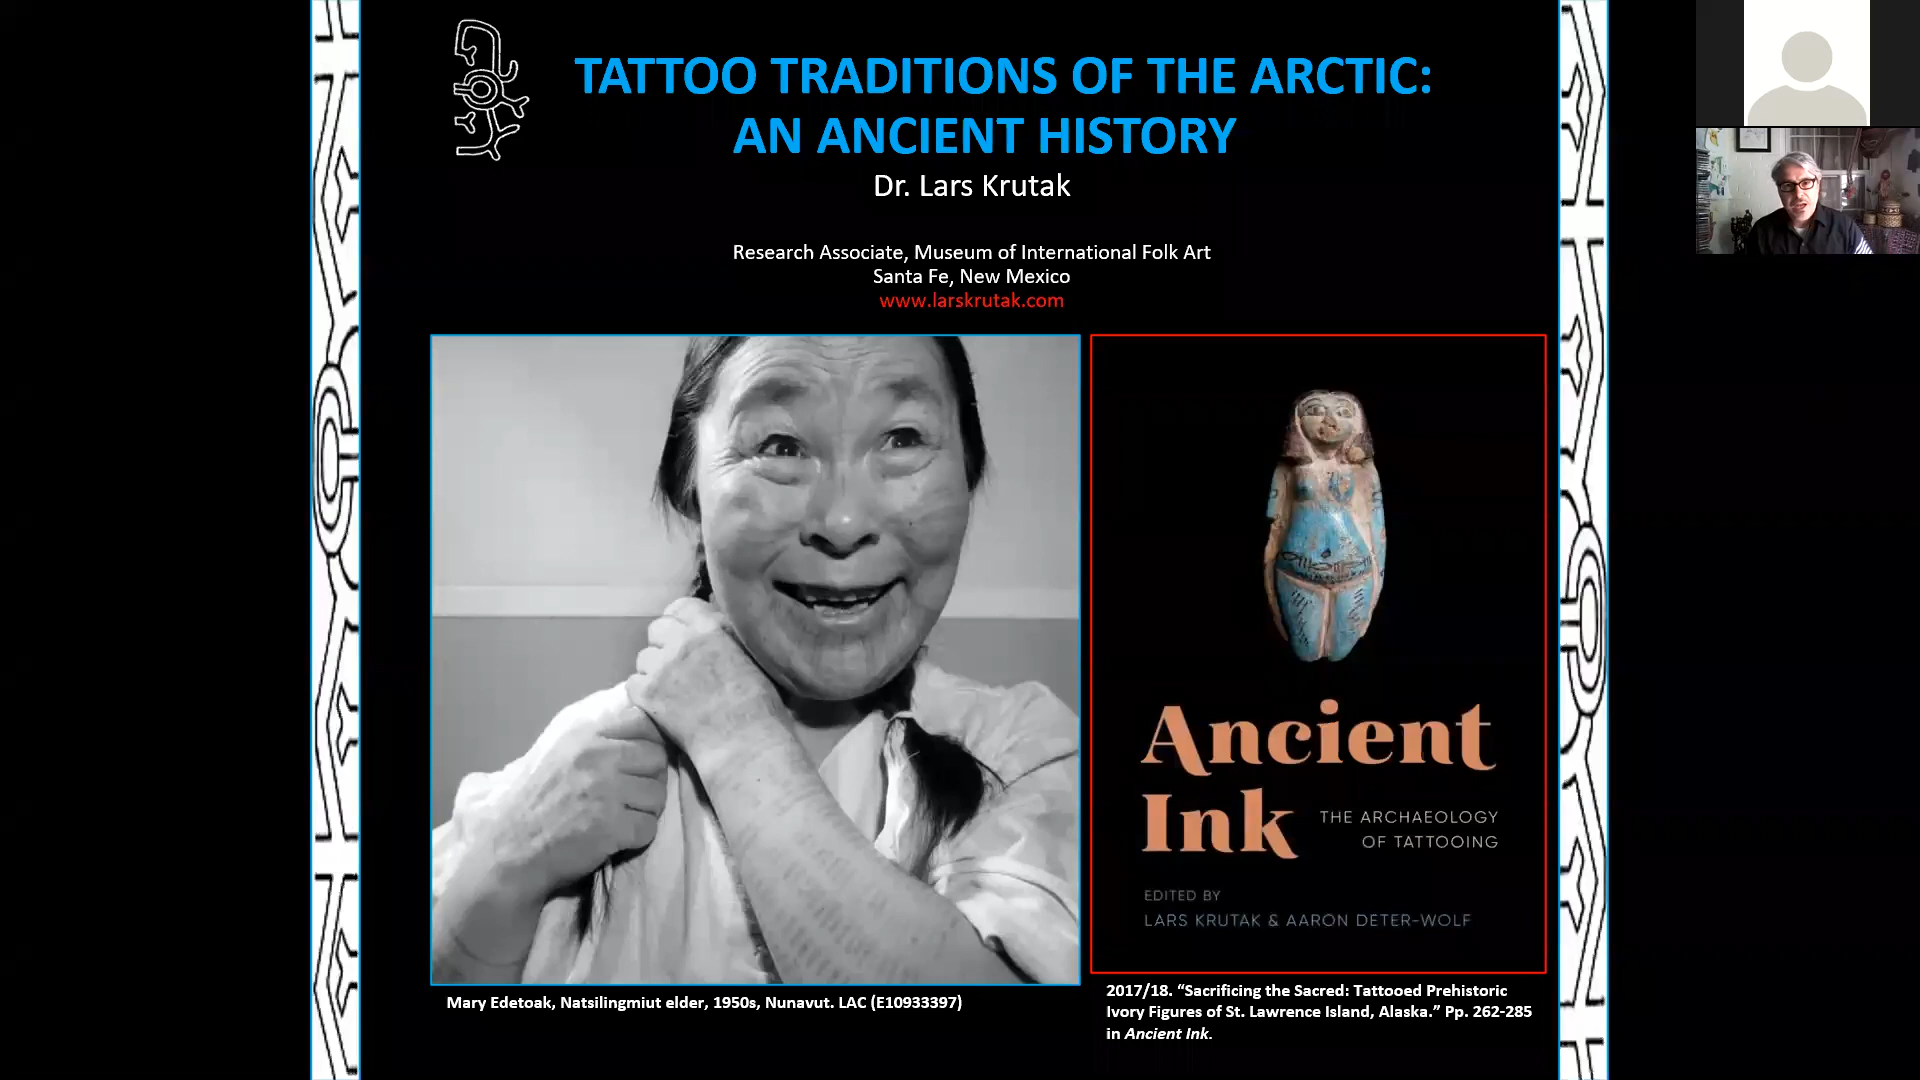 TATTOO TRADITIONS OF THE ARCTIC:
AN ANCIENT HISTORY
Dr. Lars Krutak
Research Associate, Museum of International Folk Art
Santa Fe, New Mexico
www.larskrutak.com
Ancient
Ink
THE ARCHAEOLOGY
OF TATTOOING
EDITED BY
LARS KRUTAK & AARON DETER-WOLF
Mary Edetoak, Natsilingmiut elder, 1950s, Nunavut. LAC (E10933397)
2017/18. “Sacrificing the Sacred: Tattooed Prehistoric
Ivory Figures of St. Lawrence Island, Alaska.” Pp. 262-285
in Ancient Ink.